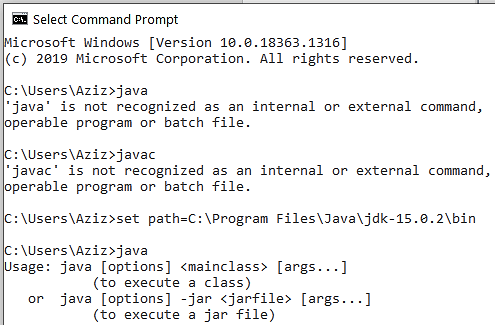 Select Command Prompt
Microsoft Windows [Version 10.0.18363.1316]
(c) 2019 Microsoft Corporation. All rights reserved.
C:\Users\Aziz>java
'java' is not recognized as an internal or external command,
operable program or batch file.
C:\Users\Aziz>javac
'javac' is not recognized as an internal or external command,
operable program or batch file.
C:\Users\Aziz>set path=C:\Program Files\Java\jdk-15.0.2\bin
C:\Users\Aziz>java
Usage: java [options] <mainclass> [args...]
(to execute a class)
or java [options] -jar <jarfile> [args...]
(to execute a jar file)